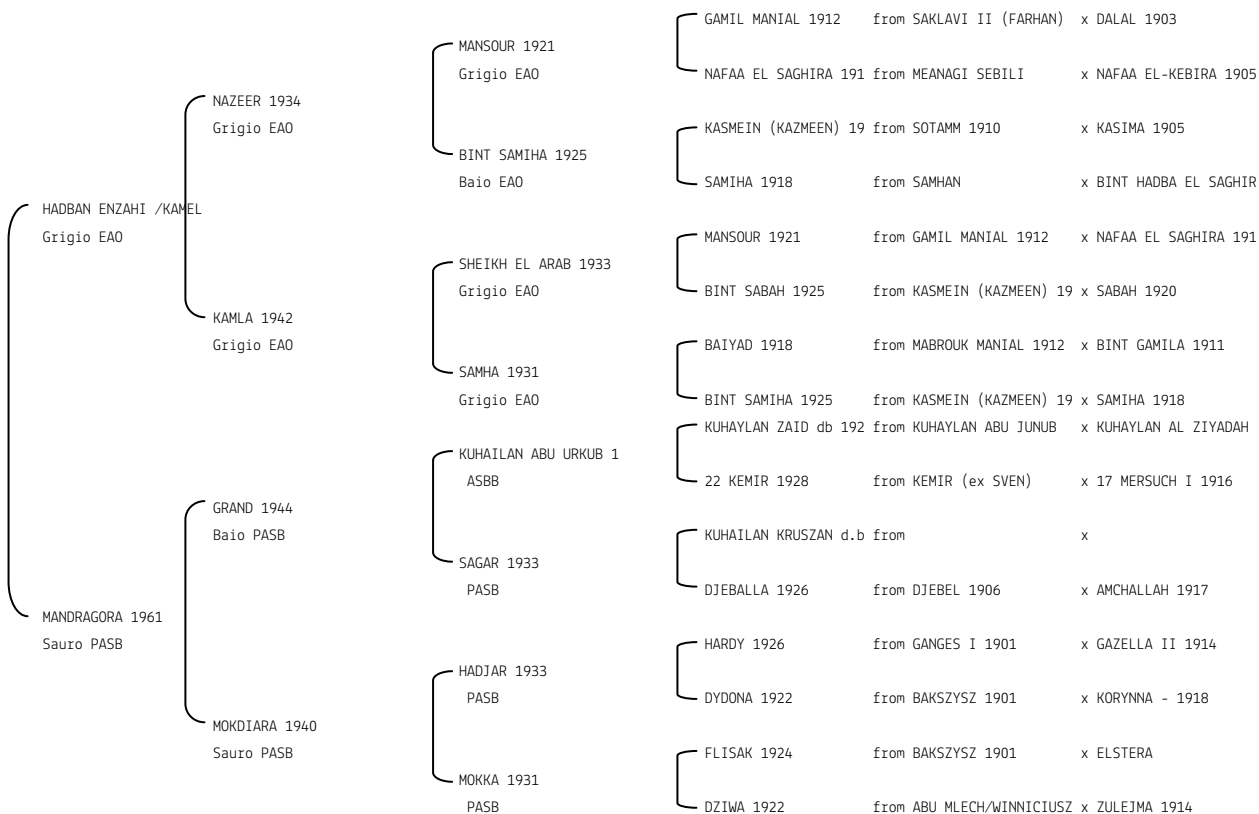 GAMIL MANIAL 1912 from SAKLAVI II (FARHAN) x DALAL 1903
MANSOUR 1921
Grigio EAO
NAFAA EL SAGHIRA 191 from MEANAGI SEBILI x NAFAA EL-KEBIRA 1905
NAZEER 1934
Grigio EAO
KASMEIN (KAZMEEN) 19 from SOTAMM 1910 x KASIMA 1905
BINT SAMIHA 1925
Baio EAO
SAMIHA 1918 from SAMHAN x BINT HADBA EL SAGHIR
HADBAN ENZAHI /KAMEL
Grigio EAO
MANSOUR 1921 from GAMIL MANIAL 1912 x NAFAA EL SAGHIRA 191
SHEIKH EL ARAB 1933
Grigio EAO
BINT SABAH 1925 from KASMEIN (KAZMEEN) 19 x SABAH 1920
KAMLA 1942
Grigio EAO
BAIYAD 1918 from MABROUK MANIAL 1912 x BINT GAMILA 1911
SAMHA 1931
Grigio EAO
BINT SAMIHA 1925 from KASMEIN (KAZMEEN) 19 x SAMIHA 1918
KUHAYLAN ZAID db 192 from KUHAYLAN ABU JUNUB x KUHAYLAN AL ZIYADAH
KUHAILAN ABU URKUB 1
ASBB
22 KEMIR 1928 from KEMIR (ex SVEN) x 17 MERSUCH I 1916
GRAND 1944
Baio PASB
KUHAILAN KRUSZAN d.b from x
SAGAR 1933
PASB
DJEBALLA 1926 from DJEBEL 1906 x AMCHALLAH 1917
MANDRAGORA 1961
Sauro PASB
HARDY 1926 from GANGES I 1901 x GAZELLA II 1914
HADJAR 1933
PASB
DYDONA 1922 from BAKSZYSZ 1901 x KORYNNA - 1918
MOKDIARA 1940
Sauro PASB
FLISAK 1924 from BAKSZYSZ 1901 x ELSTERA
MOKKA 1931
PASB
DZIWA 1922 from ABU MLECH/WINNICIUSZ x ZULEJMA 1914